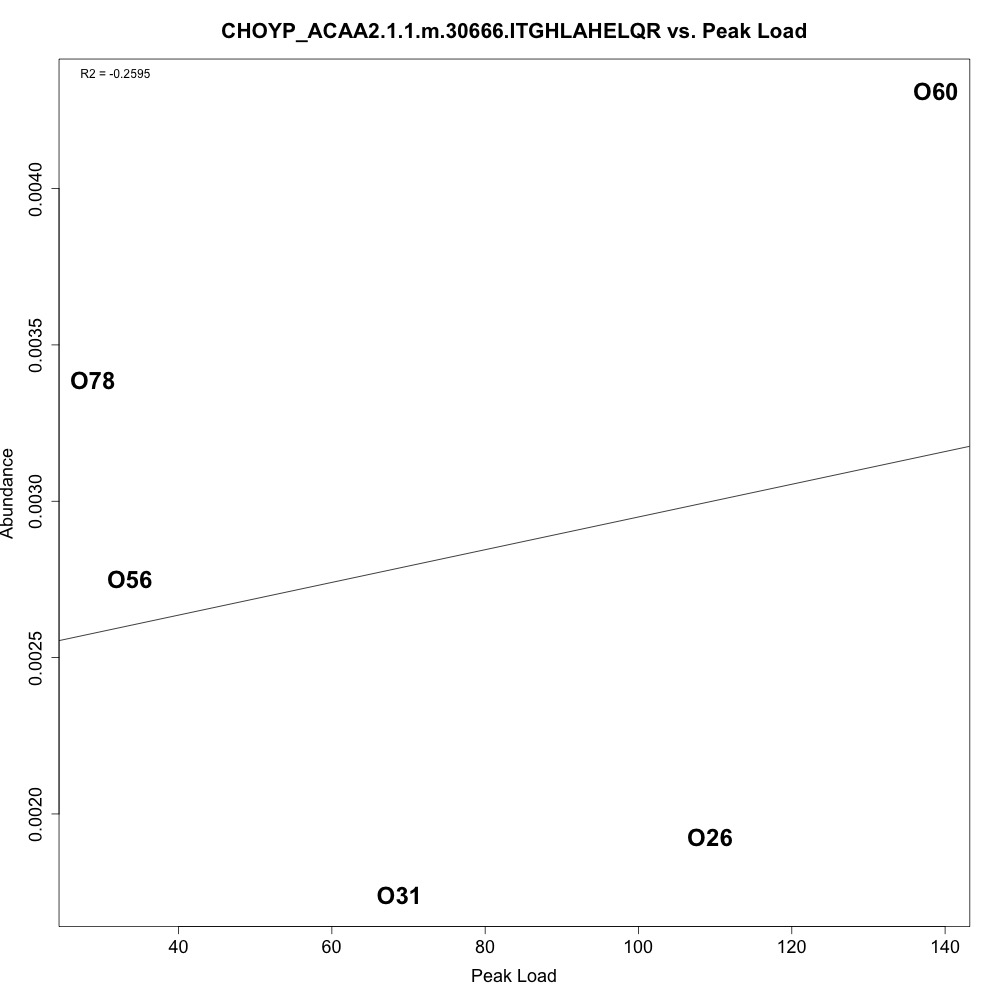 CHOYP_ACAA2.1.1.m.30666.ITGHLAHELQR vs. Peak Load
R2 = -0.2595
O60
0.0040
0.0035
O78
0.0030
Abundance
O56
0.0025
0.0020
O26
O31
40 60 80 100 120 140
Peak Load